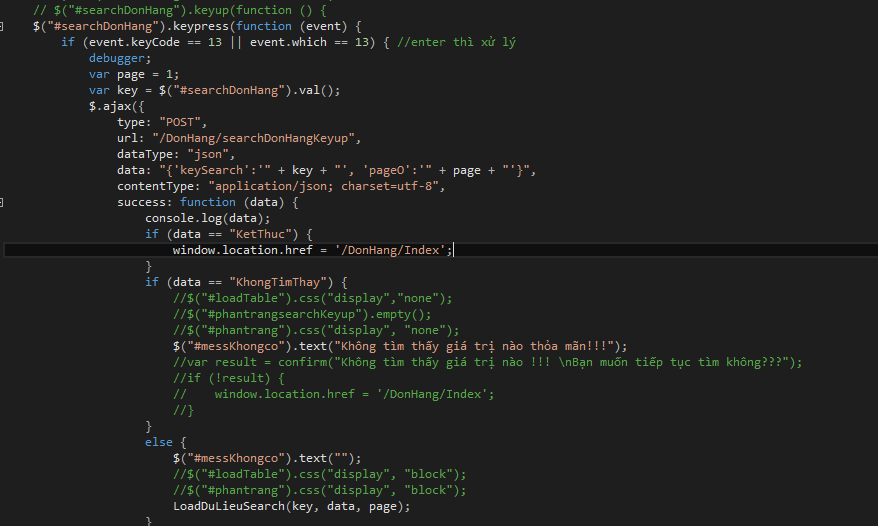 // $("#searchDonHang").keyup(function () {
$("#searchDonHang").keypress(function (event) {
if (event.keyCode == 13 || event.which == 13) { //enter thì xử lý
debugger;
var page = 1;
var key = $("#searchDonHang").val();
$.ajax({
type: "POST",
url: "/DonHang/searchDonHangKeyup",
dataType: "json",
data: "{'keySearch':'" + key + "', 'pageO':'" + page + "'}",
contentType: "application/json; charset=utf-8",
success: function (data) {
console.log(data);
if (data == "KetThuc") {
window.location.href = '/DonHang/Index';
}
if (data == "KhongTimThay") {
//$("#loadTable").css("display","none");
//$("#phantrangsearchKeyup").empty();
//$("#phantrang").css("display", "none");
$("#messKhongco").text("Không tìm thấy giá trị nào thỏa mãn!!!");
//var result = confirm("Không tìm thấy giá trị nào !!! \nBạn muốn tiếp tục tìm không???");
//if (!result) {
//    window.location.href = '/DonHang/Index';
//}
}
else {
$("#messKhongco").text("");
//$("#loadTable").css("display", "block");
//$("#phantrang").css("display", "block");
LoadDuLieuSearch(key, data, page);
}